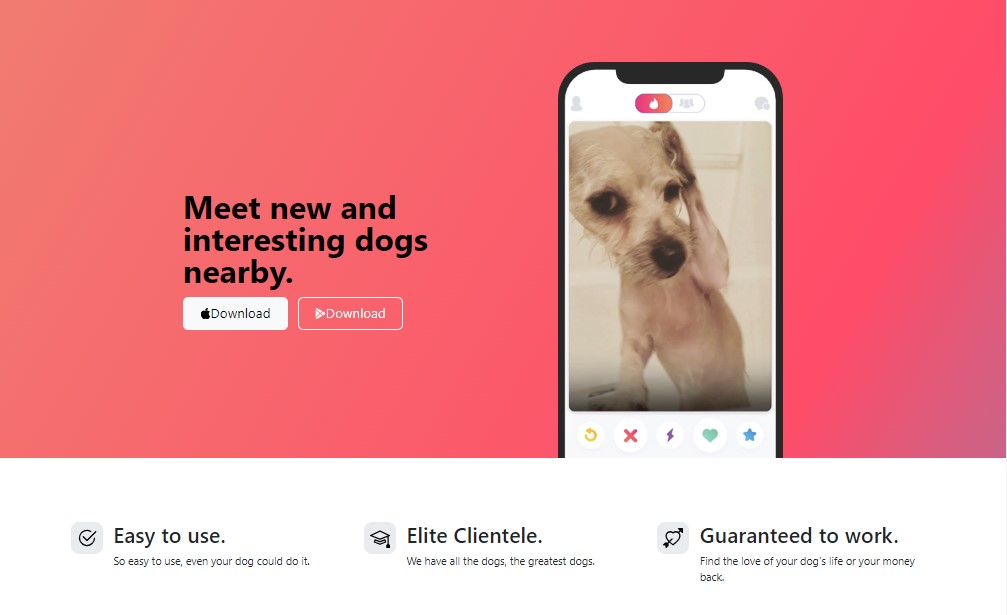 Meet new and
interesting dogs
nearby.
Download
Download
Easy to use.
So easy to use, even your dog could do it.
Elite Clientele.
We have all the dogs, the greatest dogs.
Guaranteed to work.
Find the love of your dog's life or your money
back.